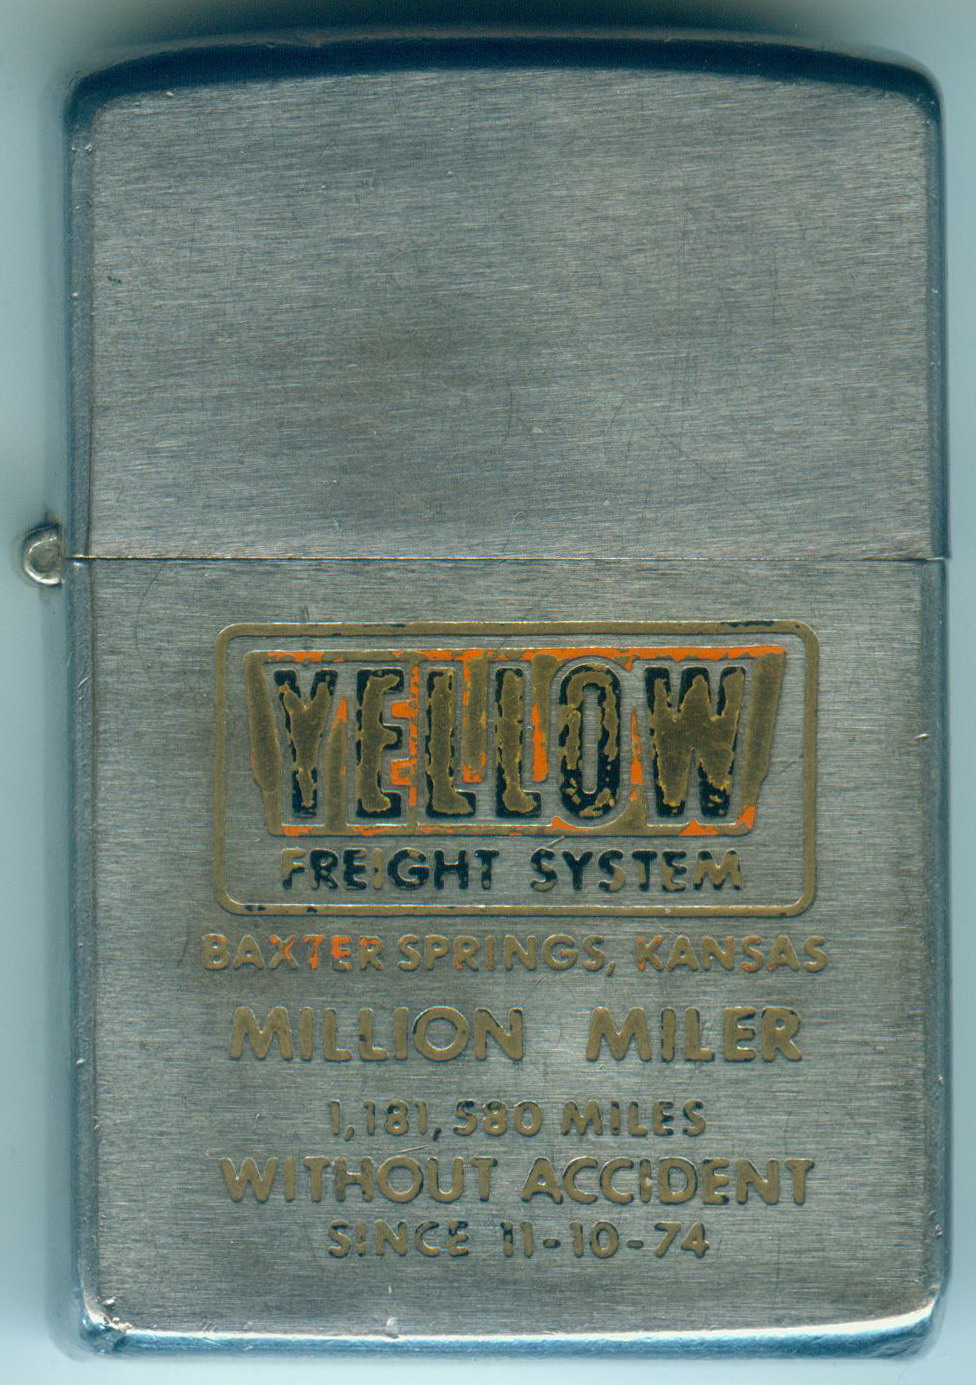 YELLOW
FREIGHT SYSTEM
BAXTER SPRINGS, KANSAS
MILLION MILER
1,181,580 MILES
WITHOUT ACCIDENT
SINCE 11-10-74